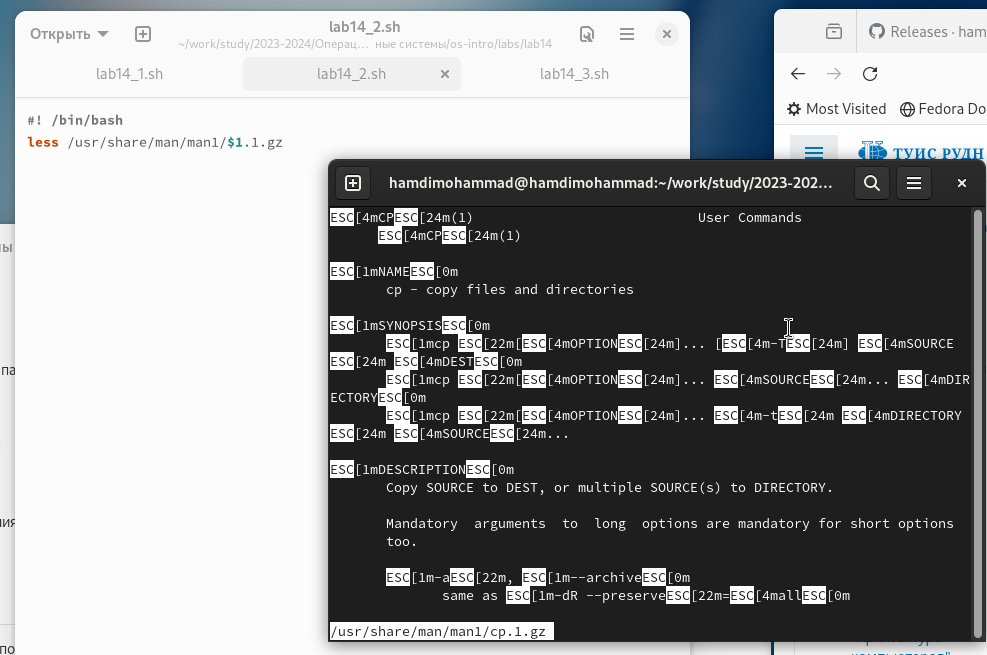 Открыть
lab14_2.sh
~/work/study/2023-2024/Операц... ные системы/os-intro/labs/lab14
lab14_1.sh
lab14_2.sh
lab14_3.sh
#! /bin/bash
less /usr/share/man/man1/$1.1.gz
Releases · ham
Most Visited
Fedora Do
ТУИС РУДН
hamdimohammad@hamdimohammad:~/work/study/2023-202...
ESC[4mCPESC[24m(1) User Commands
ESC[4mCPESC[24m(1)
ESC[1mNAMEESC[0m
cp - copy files and directories
ESC[1mSYNOPSISESC[0m
ESC[1mcp ESC[22m[ESC[4mOPTIONESC[24m]... [ESC[4m-TESC[24m] ESC[4mSOURCE
ESC[24m ESC[4mDESTESC[0m
ESC[1mcp ESC[22m[ESC[4mOPTIONESC[24m]... ESC[4mSOURCEESC[24m... ESC[4mDIR
ECTORYESC[0m
ESC[1mcp ESC[22m[ESC[4mOPTIONESC[24m]... ESC[4m-tESC[24m ESC[4mDIRECTORY
ESC[24m ESC[4mSOURCEESC[24m...
ESC[1mDESCRIPTIONESC[0m
Copy SOURCE to DEST, or multiple SOURCE(s) to DIRECTORY.
Mandatory arguments to long options are mandatory for short options
too.
ESC[1m-aESC[22m, ESC[1m--archiveESC[0m
same as ESC[1m-dR --preserveESC[22m=ESC[4mallESC[0m
/usr/share/man/man1/cp.1.gz